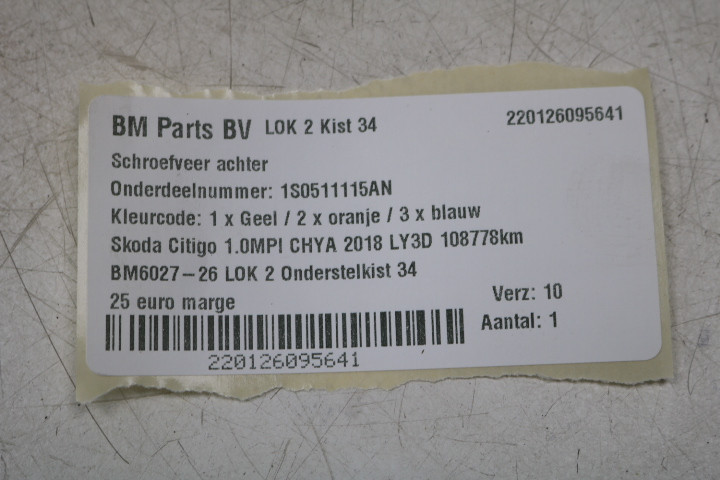 BM Parts BV LOK 2 Kist 34 220126095641
Schroefveer achter
Onderdeelnummer: 1S0511115AN
Kleurcode: 1 x Geel / 2 x oranje / 3 x blauw
Skoda Citigo 1.0MPI CHYA 2018 LY3D 108778km
BM6027-26 LOK 2 Onderstelkist 34
25 euro marge Verz: 10
Aantal: 1
220126095641